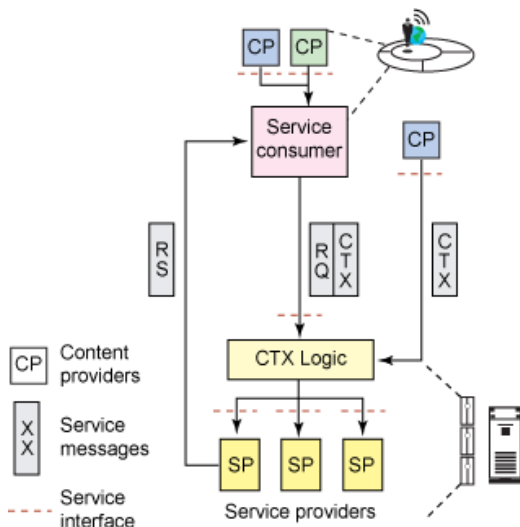 CP
CP
Service
consumer
CP
RS
RQ
CTX
CTX
CTX Logic
CP
Content
providers
XX
Service
messages
SP
SP
SP
Service
interface
Service providers